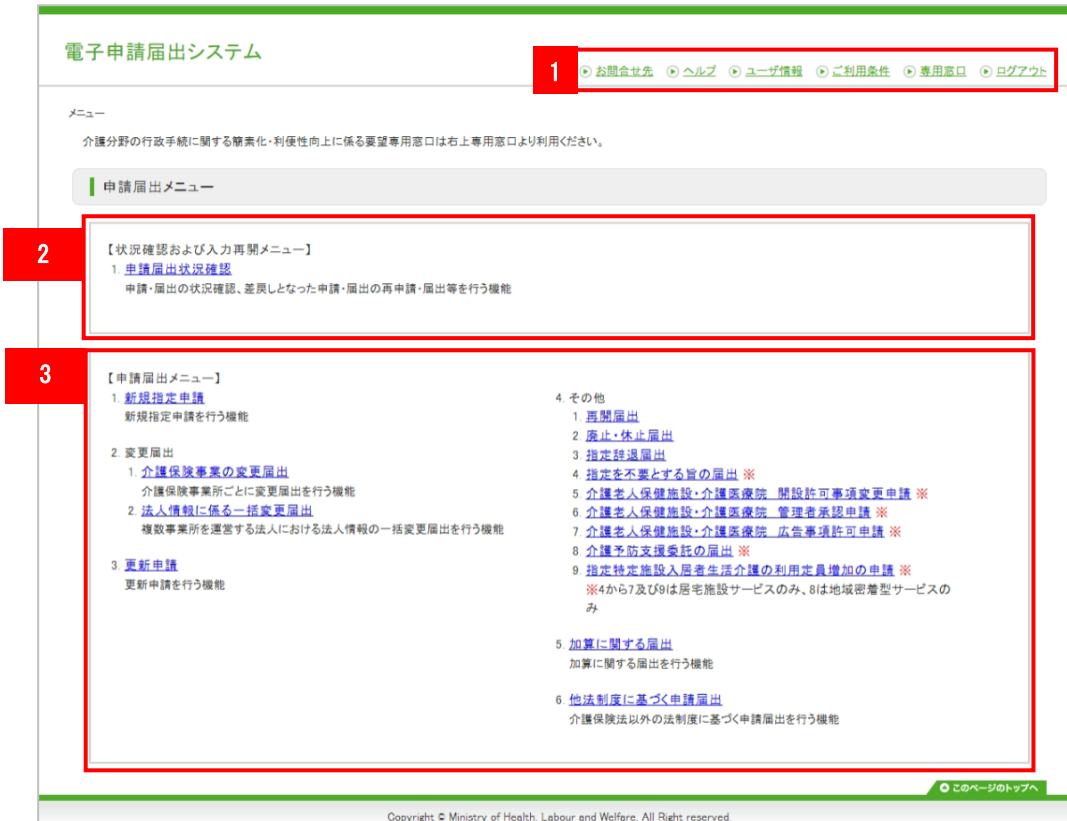 電子申請届出システム
1
お問合せ先 ヘルプ ユーザ情報 ご利用条件 専用窓口 ログアウト
メニュー
介護分野の行政手続に関する簡素化・利便性向上に係る要望専用窓口は右上専用窓口より利用ください。
申請届出メニュー
2
【状況確認および入力再開メニュー】
1. 申請届出状況確認
申請・届出の状況確認、差戻しとなった申請・届出の再申請・届出等を行う機能
3
【申請届出メニュー】
1. 新規指定申請
新規指定申請を行う機能
2. 変更届出
1. 介護保険事業の変更届出
介護保険事業所ごとに変更届出を行う機能
2. 法人情報に係る一括変更届出
複数事業所を運営する法人における法人情報の一括変更届出を行う機能
3. 更新申請
更新申請を行う機能
4. その他
1. 再開届出
2. 廃止・休止届出
3. 指定辞退届出
4. 指定を不要とする旨の届出 ※
5. 介護老人保健施設・介護医療院 開設許可事項変更申請 ※
6. 介護老人保健施設・介護医療院 管理者承認申請 ※
7. 介護老人保健施設・介護医療院 広告事項許可申請 ※
8. 介護予防支援委託の届出 ※
9. 指定特定施設入居者生活介護の利用定員増加の申請 ※
※4から7及び9は居宅施設サービスのみ、8は地域密着型サービスの
み
5. 加算に関する届出
加算に関する届出を行う機能
6. 他法制度に基づく申請届出
介護保険法以外の法制度に基づく申請届出を行う機能
このページのトップへ
Copyright © Ministry of Health, Labour and Welfare, All Right reserved.